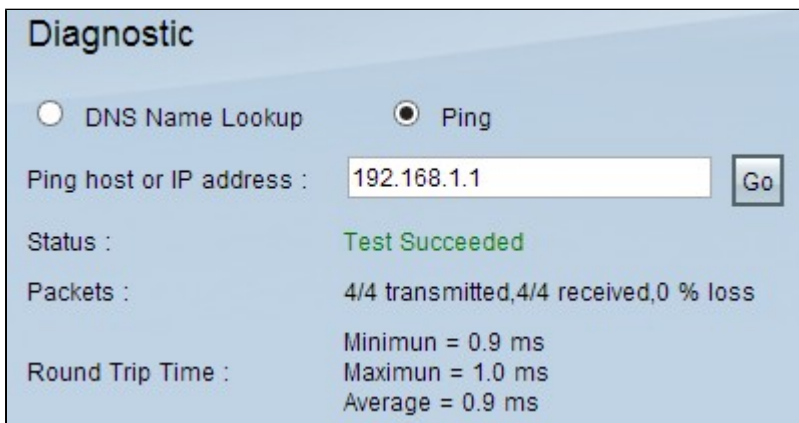 Diagnostic
DNS Name Lookup Ping
Ping host or IP address : 192.168.1.1 Go
Status : Test Succeeded
Packets : 4/4 transmitted,4/4 received,0 % loss
Round Trip Time : Minimun = 0.9 ms
Maximun = 1.0 ms
Average = 0.9 ms